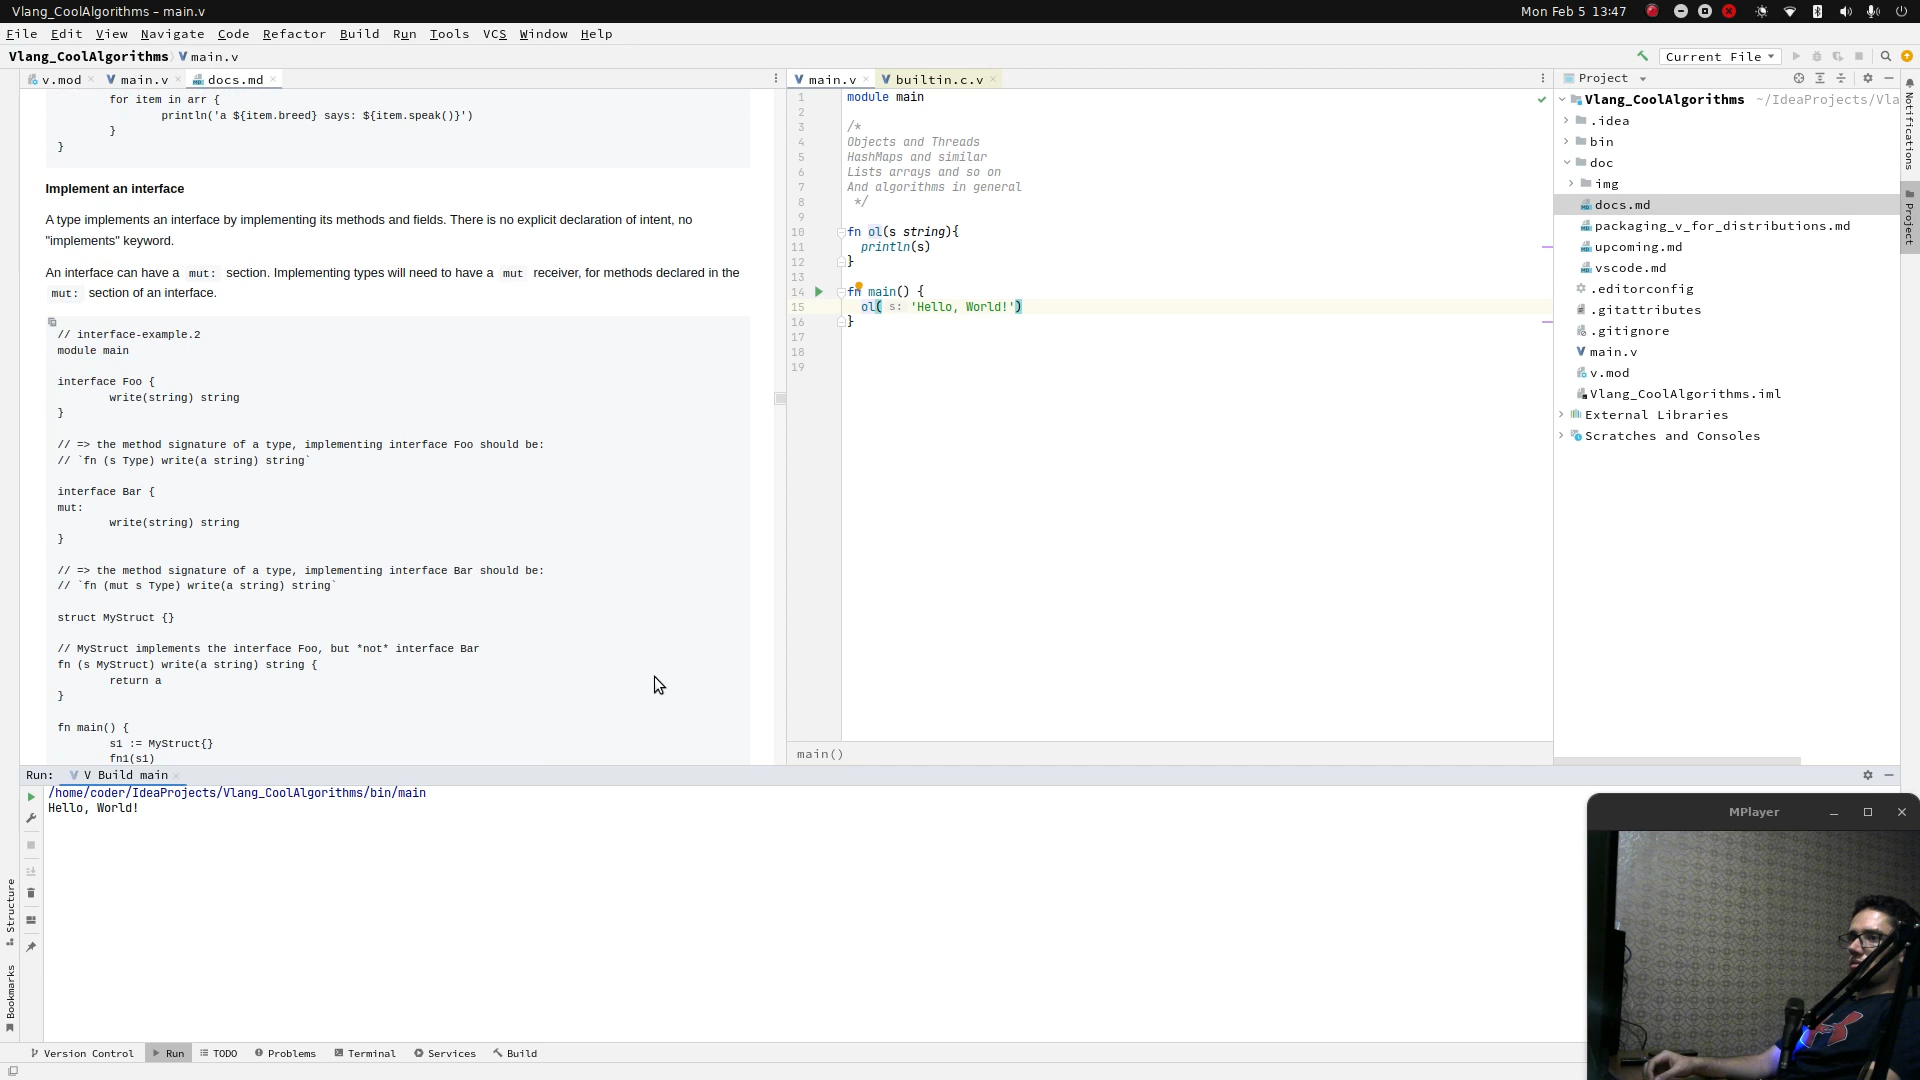 Vlang_CoolAlgorithms – main.v
Mon Feb 5 13:47
File Edit View Navigate Code Refactor Build Run Tools VCS Window Help
Vlang_CoolAlgorithms main.v
Current File
v.mod main.v docs.md
for item in arr {
println('a ${item.breed} says: ${item.speak()}')
}
}
Implement an interface
A type implements an interface by implementing its methods and fields. There is no explicit declaration of intent, no
"implements" keyword.
An interface can have a mut: section. Implementing types will need to have a mut receiver, for methods declared in the
mut: section of an interface.
// interface-example.2
module main
interface Foo {
write(string) string
}
// => the method signature of a type, implementing interface Foo should be:
// `fn (s Type) write(a string) string`
interface Bar {
mut:
write(string) string
}
// => the method signature of a type, implementing interface Bar should be:
// `fn (mut s Type) write(a string) string`
struct MyStruct {}
// MyStruct implements the interface Foo, but *not* interface Bar
fn (s MyStruct) write(a string) string {
return a
}
fn main() {
s1 := MyStruct{}
fn1(s1)
main.v builtin.c.v
1 module main
2
3 /*
4 Objects and Threads
5 HashMaps and similar
6 Lists arrays and so on
7 And algorithms in general
8 */
9
10 fn ol(s string){
11 println(s)
12 }
13
14 fn main() {
15 ol( s: 'Hello, World!')
16 }
17
18
19
main()
Project
Vlang_CoolAlgorithms ~/IdeaProjects/Vla
.idea
bin
doc
img
docs.md
packaging_v_for_distributions.md
upcoming.md
vscode.md
.editorconfig
.gitattributes
.gitignore
main.v
v.mod
Vlang_CoolAlgorithms.iml
External Libraries
Scratches and Consoles
Notifications
Project
Run: V Build main
/home/coder/IdeaProjects/Vlang_CoolAlgorithms/bin/main
Hello, World!
Structure
Bookmarks
MPlayer
Version Control Run TODO Problems Terminal Services Build